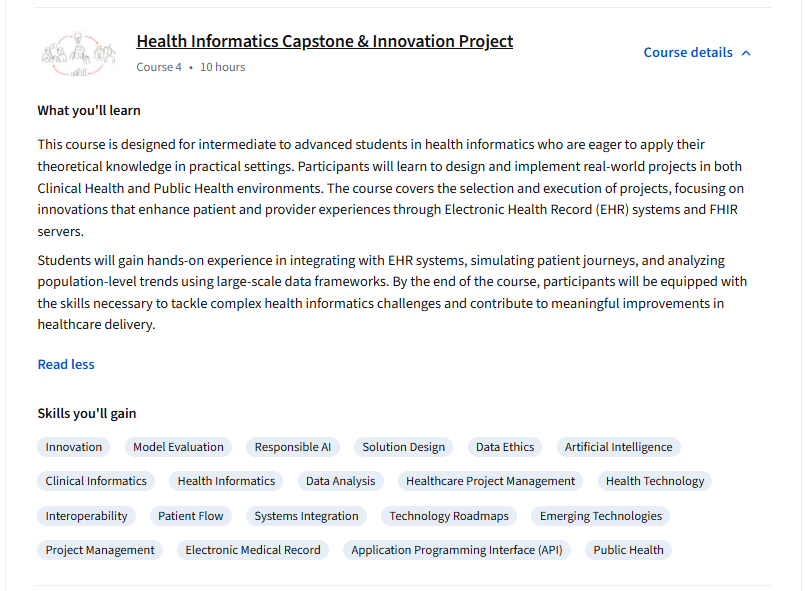 Health Informatics Capstone & Innovation Project
Course details
Course 4 • 10 hours
What you'll learn
This course is designed for intermediate to advanced students in health informatics who are eager to apply their
theoretical knowledge in practical settings. Participants will learn to design and implement real-world projects in both
Clinical Health and Public Health environments. The course covers the selection and execution of projects, focusing on
innovations that enhance patient and provider experiences through Electronic Health Record (EHR) systems and FHIR
servers.
Students will gain hands-on experience in integrating with EHR systems, simulating patient journeys, and analyzing
population-level trends using large-scale data frameworks. By the end of the course, participants will be equipped with
the skills necessary to tackle complex health informatics challenges and contribute to meaningful improvements in
healthcare delivery.
Read less
Skills you'll gain
Innovation Model Evaluation Responsible AI Solution Design Data Ethics Artificial Intelligence
Clinical Informatics Health Informatics Data Analysis Healthcare Project Management Health Technology
Interoperability Patient Flow Systems Integration Technology Roadmaps Emerging Technologies
Project Management Electronic Medical Record Application Programming Interface (API) Public Health